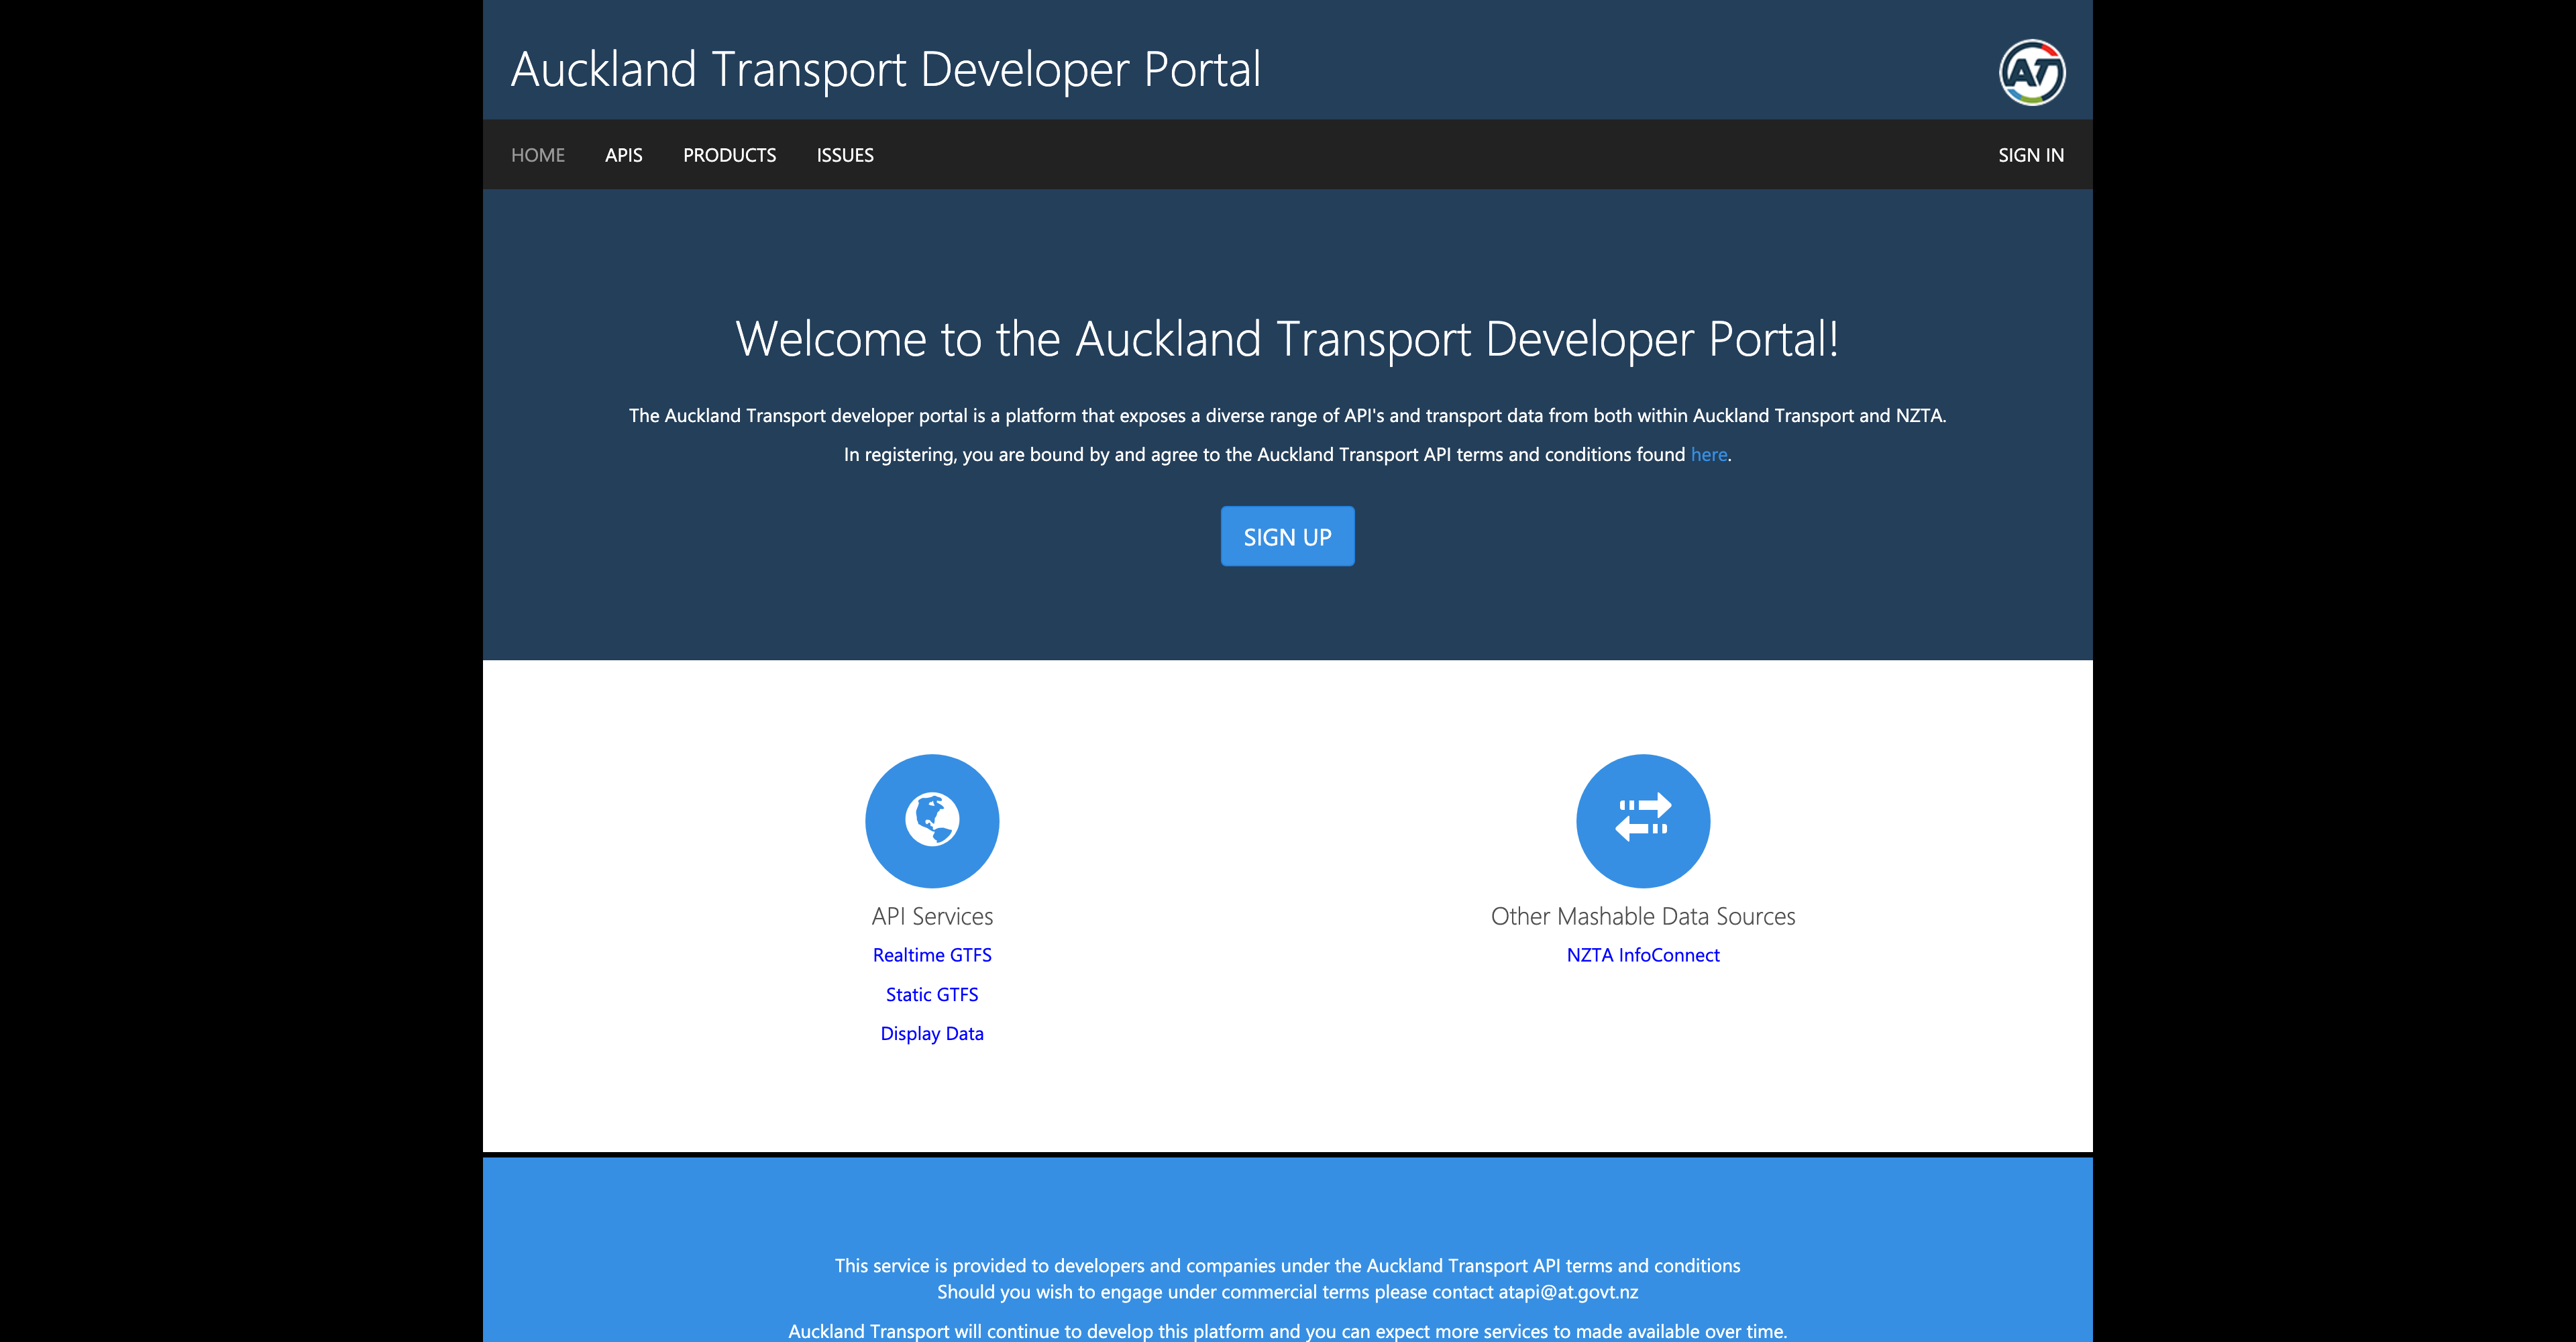 Auckland Transport Developer Portal
AT
HOME APIS PRODUCTS ISSUES SIGN IN
Welcome to the Auckland Transport Developer Portal!
The Auckland Transport developer portal is a platform that exposes a diverse range of API's and transport data from both within Auckland Transport and NZTA.
In registering, you are bound by and agree to the Auckland Transport API terms and conditions found here.
SIGN UP
API Services
Realtime GTFS
Static GTFS
Display Data
Other Mashable Data Sources
NZTA InfoConnect
This service is provided to developers and companies under the Auckland Transport API terms and conditions
Should you wish to engage under commercial terms please contact atapi@at.govt.nz
Auckland Transport will continue to develop this platform and you can expect more services to made available over time.